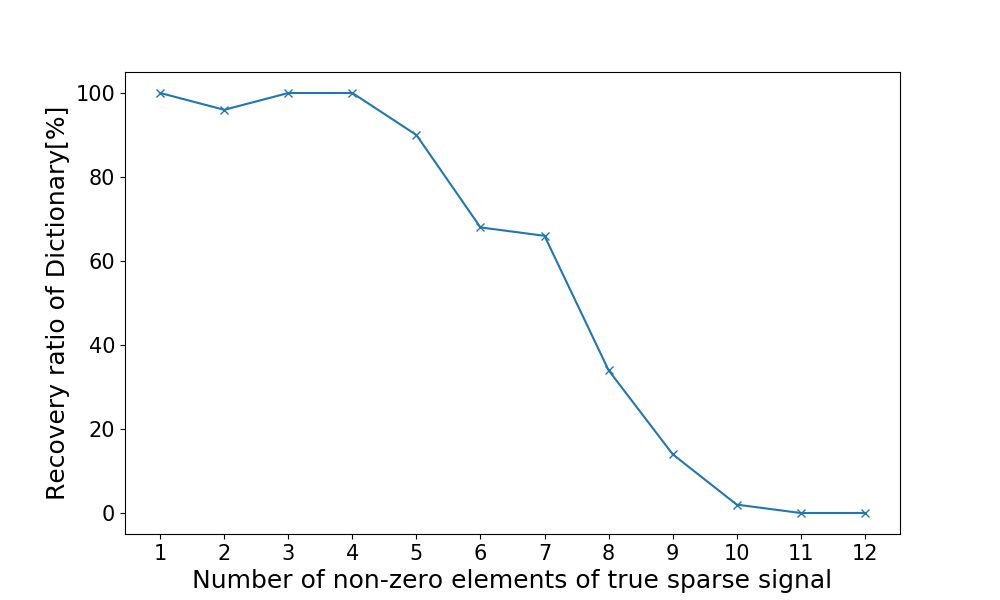 Recovery ratio of Dictionary[%]
100
80
60
40
20
0
1 2 3 4 5 6 7 8 9 10 11 12
Number of non-zero elements of true sparse signal